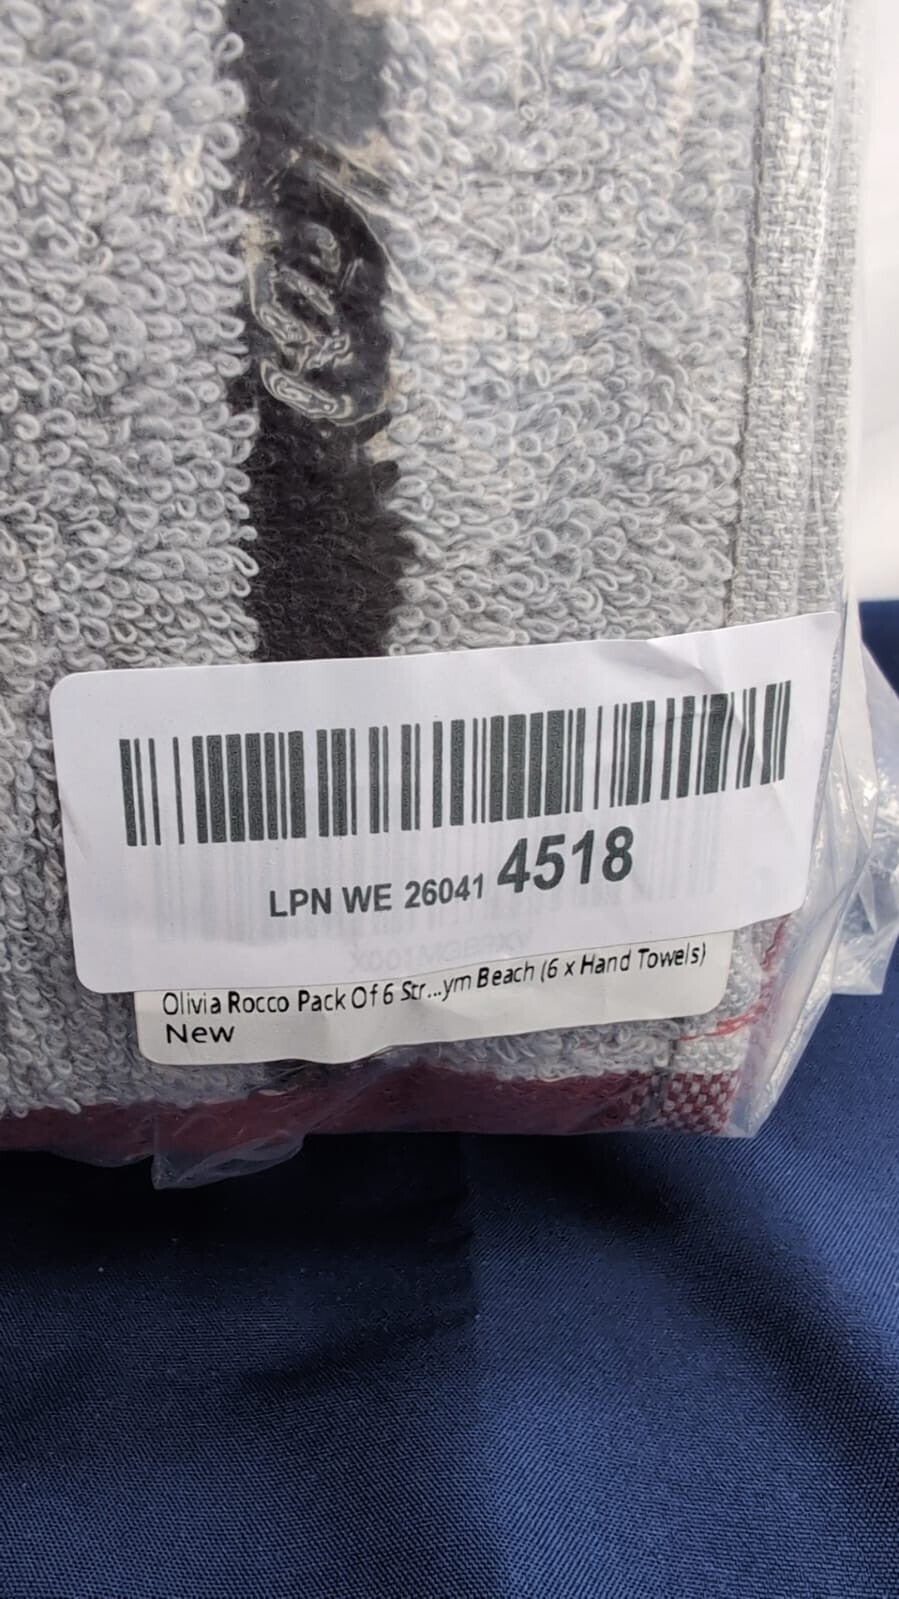 LPN WE 26041 4518
Olivia Rocco Pack Of 6 Str...ym Beach (6 x Hand Towels)
New